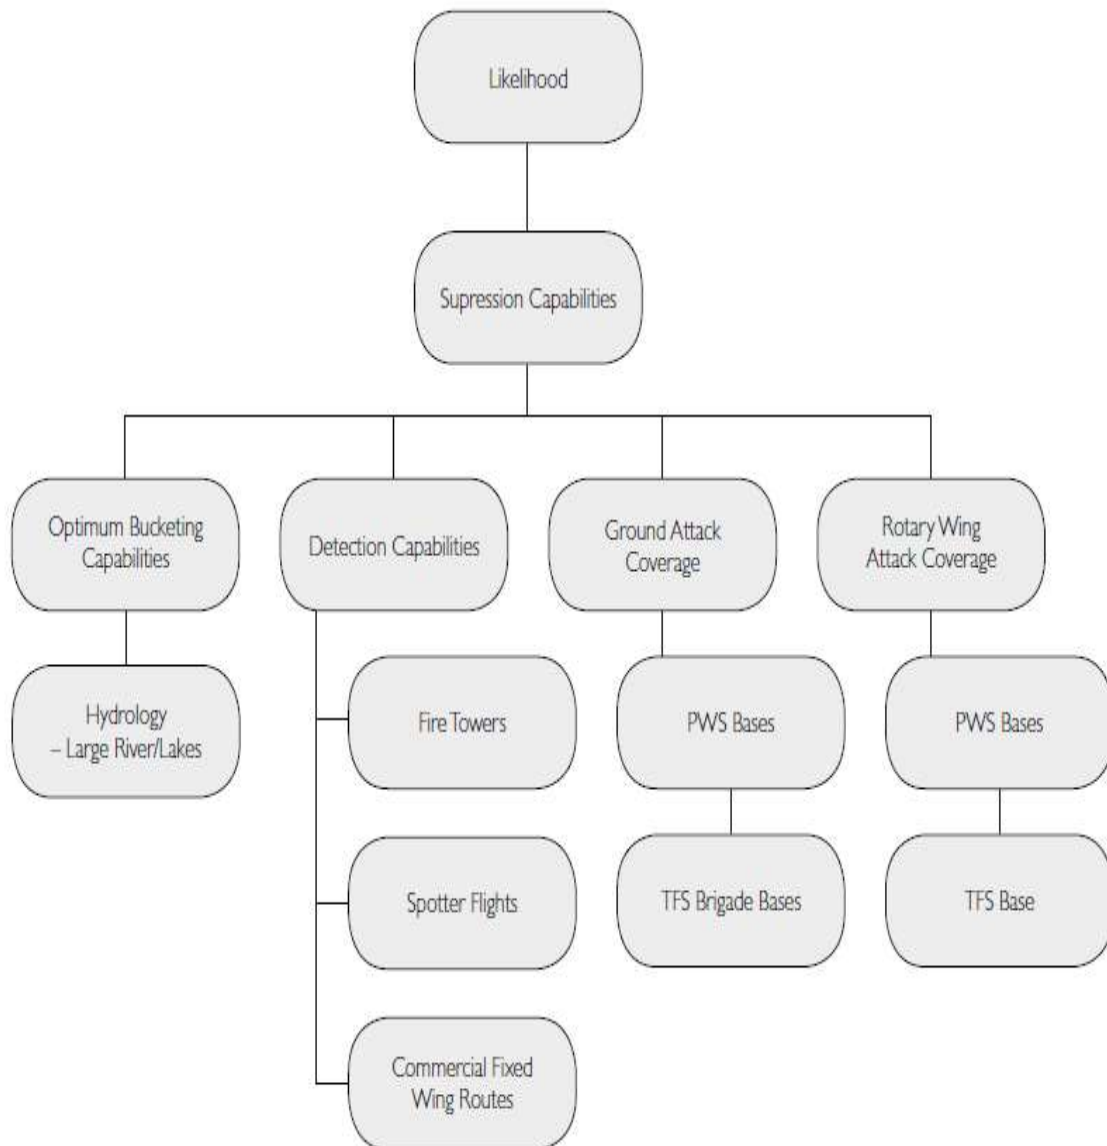 Likelihood
Supression Capabilities
Optimum Bucketing
Capabilities
Detection Capabilities
Ground Attack
Coverage
Rotary Wing
Attack Coverage
Hydrology
– Large River/Lakes
Fire Towers
PWS Bases
PWS Bases
Spotter Flights
TFS Brigade Bases
TFS Base
Commercial Fixed
Wing Routes